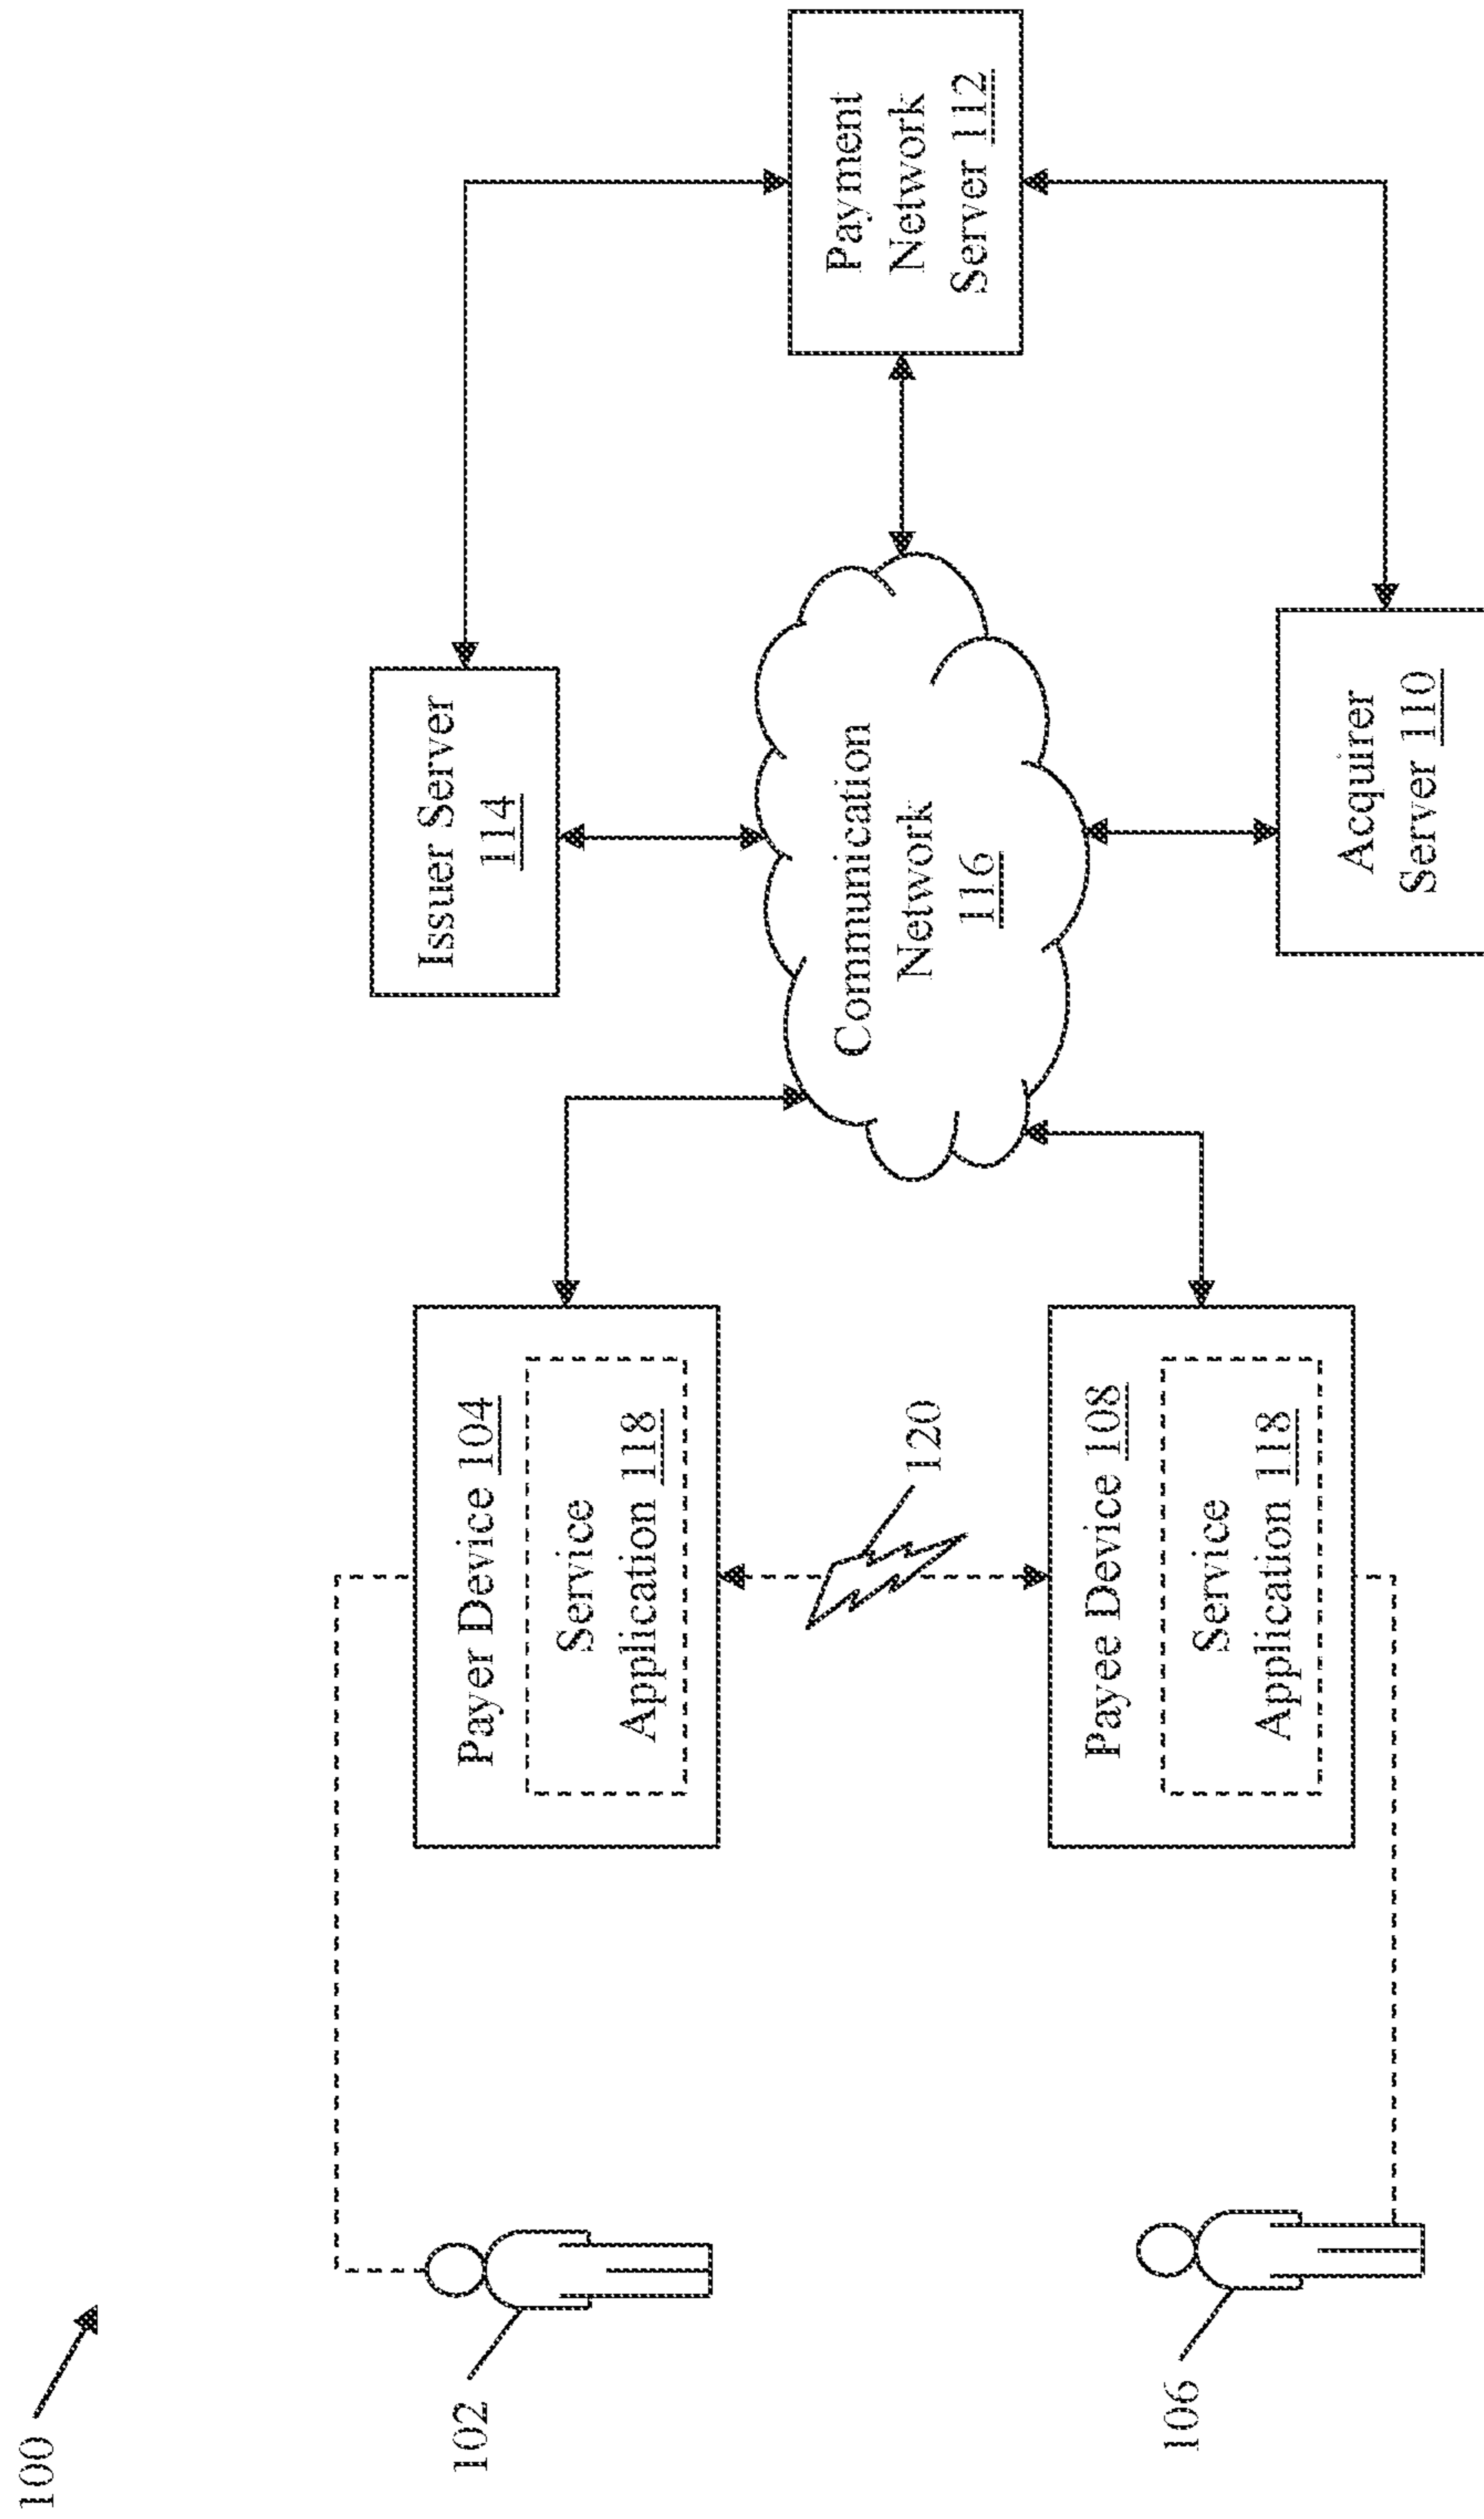 100
102
106
Payer Device 104
Service
Application 118
120
Payee Device 108
Service
Application 118
Issuer Server
114
Communication
Network
116
Acquirer
Server 110
Payment
Network
Server 112